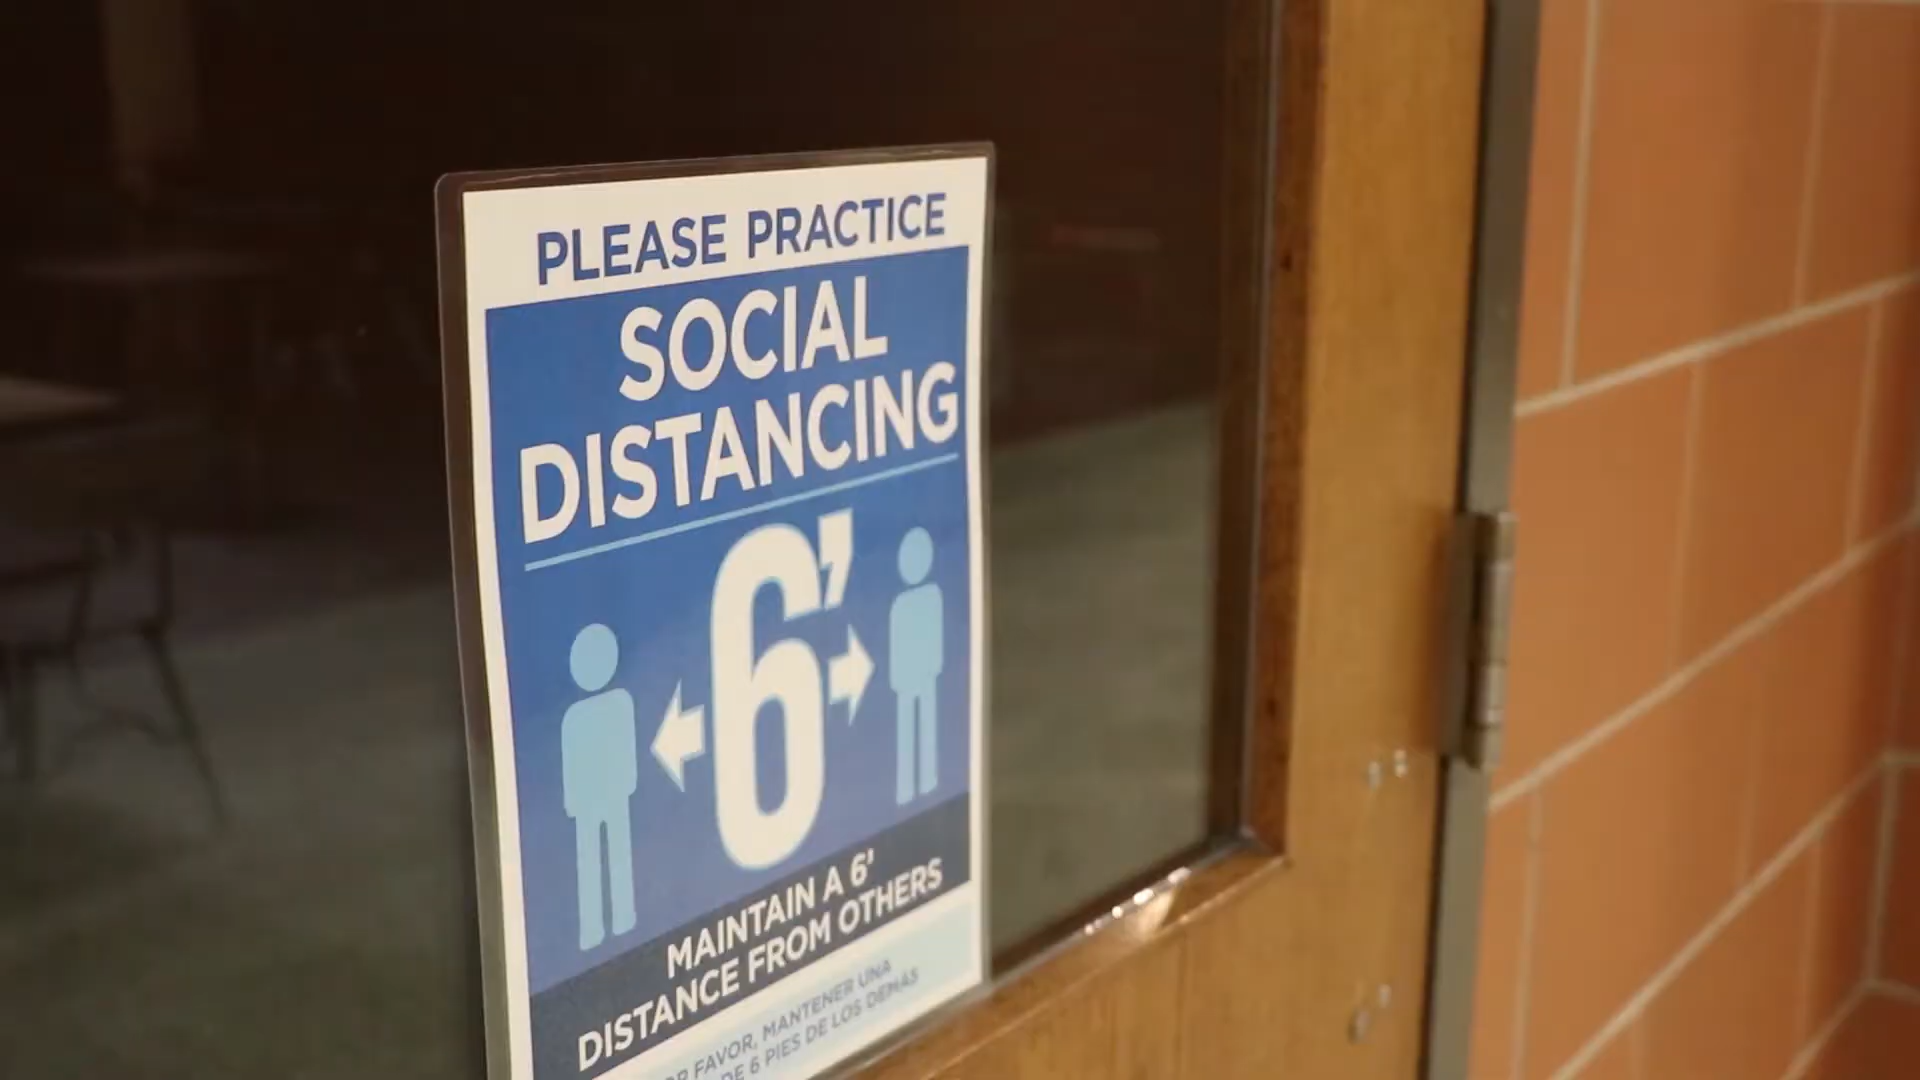 PLEASE PRACTICE
SOCIAL
DISTANCING
6'
MAINTAIN A 6'
DISTANCE FROM OTHERS
FAVOR, MANTENER UNA
DE 6 PIES DE LOS DEMÁS